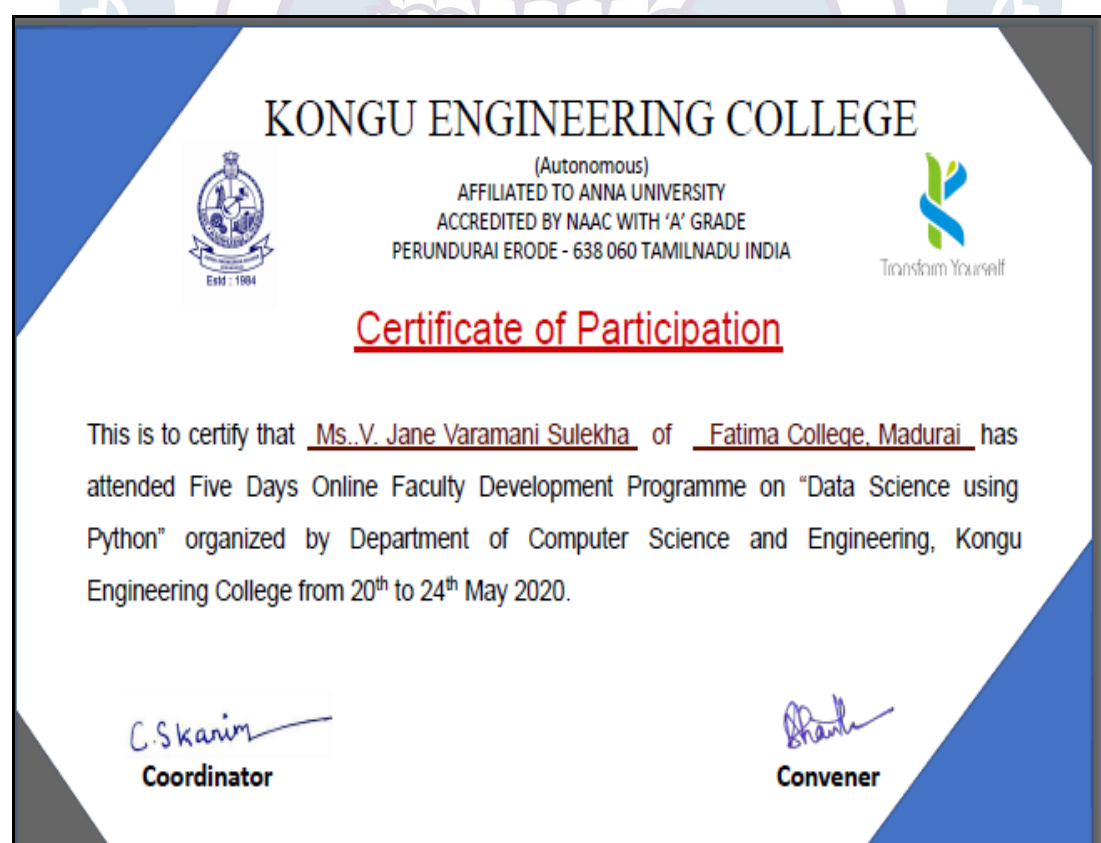 KONGU ENGINEERING COLLEGE
(Autonomous)
AFFILIATED TO ANNA UNIVERSITY
ACCREDITED BY NAAC WITH ‘A’ GRADE
PERUNDURAI ERODE - 638 060 TAMILNADU INDIA
Estd : 1984
Transform Yourself
Certificate of Participation
This is to certify that Ms..V. Jane Varamani Sulekha of Fatima College, Madurai has
attended Five Days Online Faculty Development Programme on “Data Science using
Python” organized by Department of Computer Science and Engineering, Kongu
Engineering College from 20th to 24th May 2020.
Coordinator
Convener